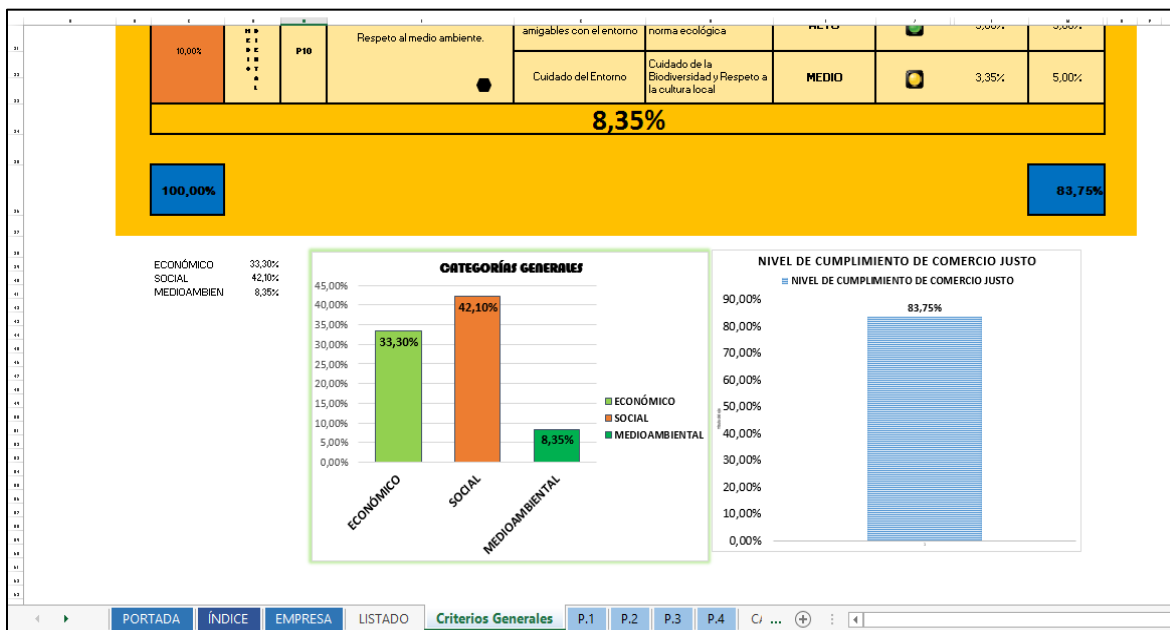 amigables con el entorno
norma ecológica
ALTO
5,00%
5,00%
10,00%
P10
Respeto al medio ambiente.
Cuidado del Entorno
Cuidado de la
Biodiversidad y Respeto a
la cultura local
MEDIO
3,35%
5,00%
8,35%
100,00%
83,75%
ECONÓMICO 33,30%
SOCIAL 42,10%
MEDIOAMBIEN 8,35%
CATEGORÍAS GENERALES
45,00%
40,00%
35,00%
30,00%
25,00%
20,00%
15,00%
10,00%
5,00%
0,00%
33,30%
42,10%
8,35%
ECONÓMICO
SOCIAL
MEDIOAMBIENTAL
ECONÓMICO
SOCIAL
MEDIOAMBIENTAL
NIVEL DE CUMPLIMIENTO DE COMERCIO JUSTO
NIVEL DE CUMPLIMIENTO DE COMERCIO JUSTO
90,00%
80,00%
70,00%
60,00%
50,00%
40,00%
30,00%
20,00%
10,00%
0,00%
83,75%
PORTADA ÍNDICE EMPRESA LISTADO Criterios Generales P.1 P.2 P.3 P.4 ...